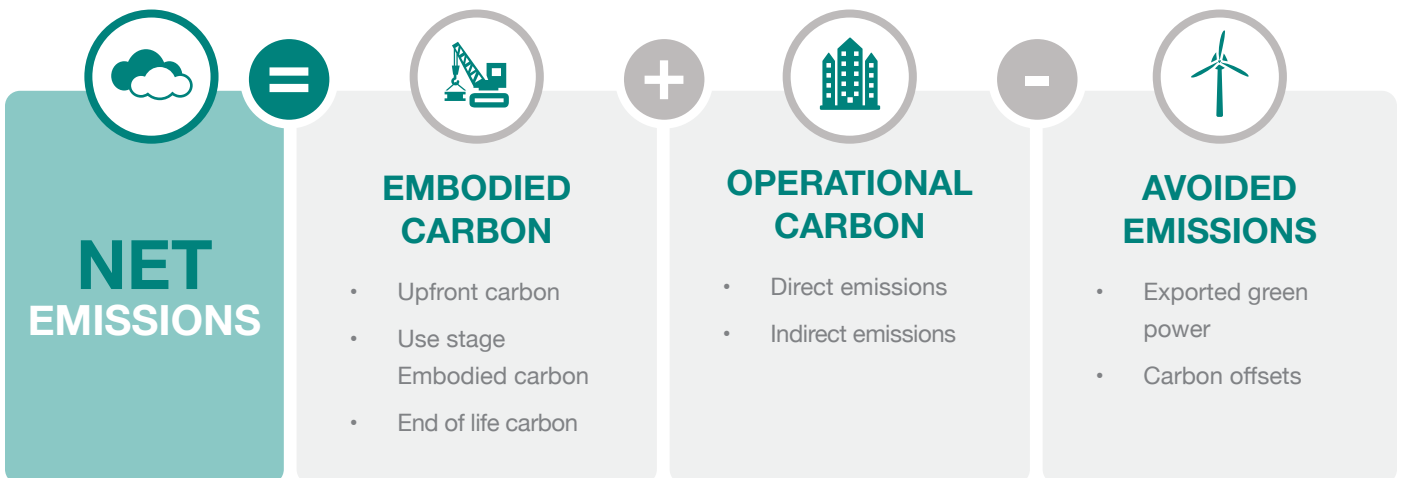 =
+
-
NET
EMISSIONS
EMBODIED
CARBON
• Upfront carbon
• Use stage
Embodied carbon
• End of life carbon
OPERATIONAL
CARBON
• Direct emissions
• Indirect emissions
AVOIDED
EMISSIONS
• Exported green
power
• Carbon offsets